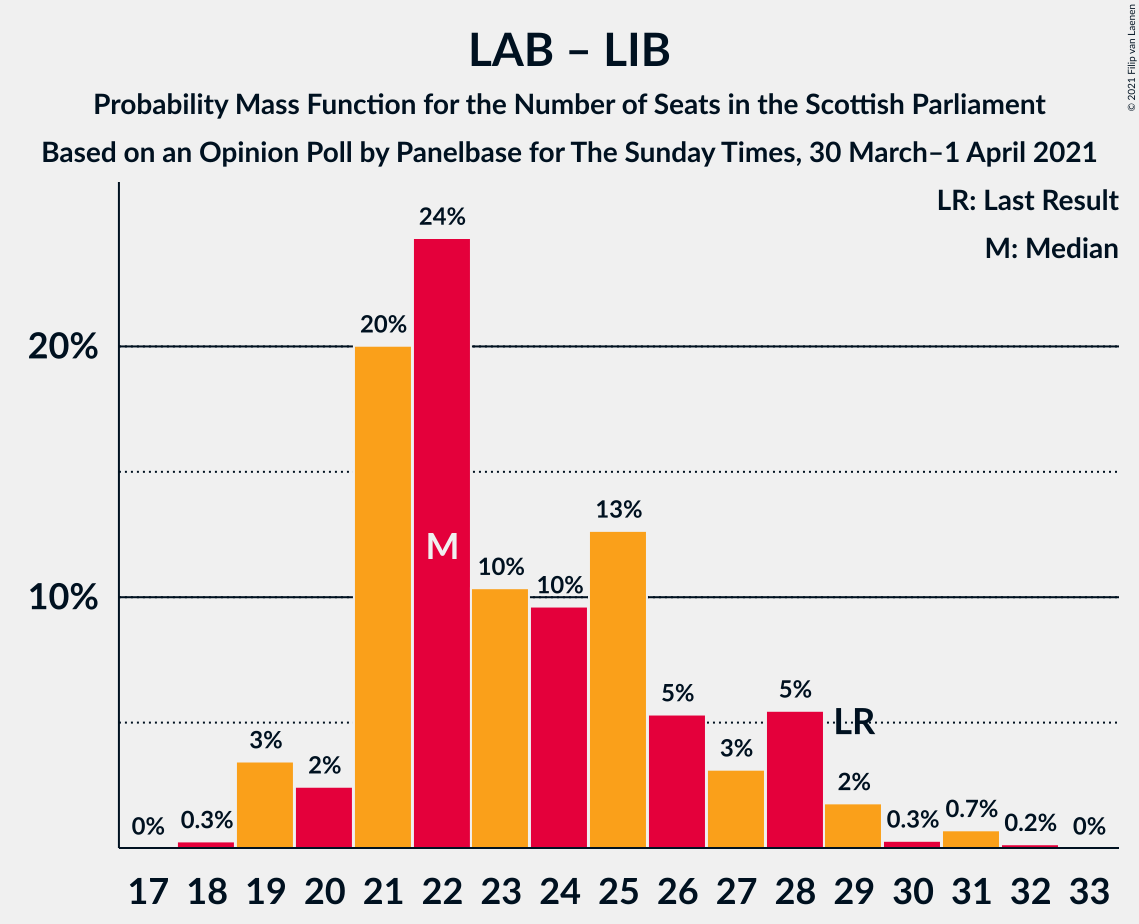 LAB – LIB
Probability Mass Function for the Number of Seats in the Scottish Parliament
Based on an Opinion Poll by Panelbase for The Sunday Times, 30 March–1 April 2021
© 2021 Filip van Laenen
LR: Last Result
M: Median
20%
10%
0%
0.3%
3%
2%
20%
24%
M
10%
10%
13%
5%
3%
5%
LR
2%
0.3%
0.7%
0.2%
0%
17 18 19 20 21 22 23 24 25 26 27 28 29 30 31 32 33